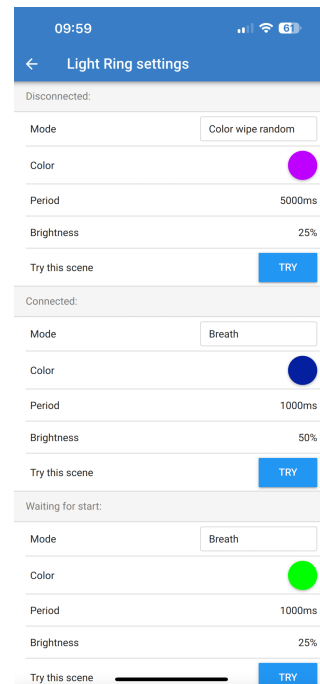 09:59
61
Light Ring settings
Disconnected:
Mode Color wipe random
Color
Period 5000ms
Brightness 25%
Try this scene TRY
Connected:
Mode Breath
Color
Period 1000ms
Brightness 50%
Try this scene TRY
Waiting for start:
Mode Breath
Color
Period 1000ms
Brightness 25%
Try this scene TRY